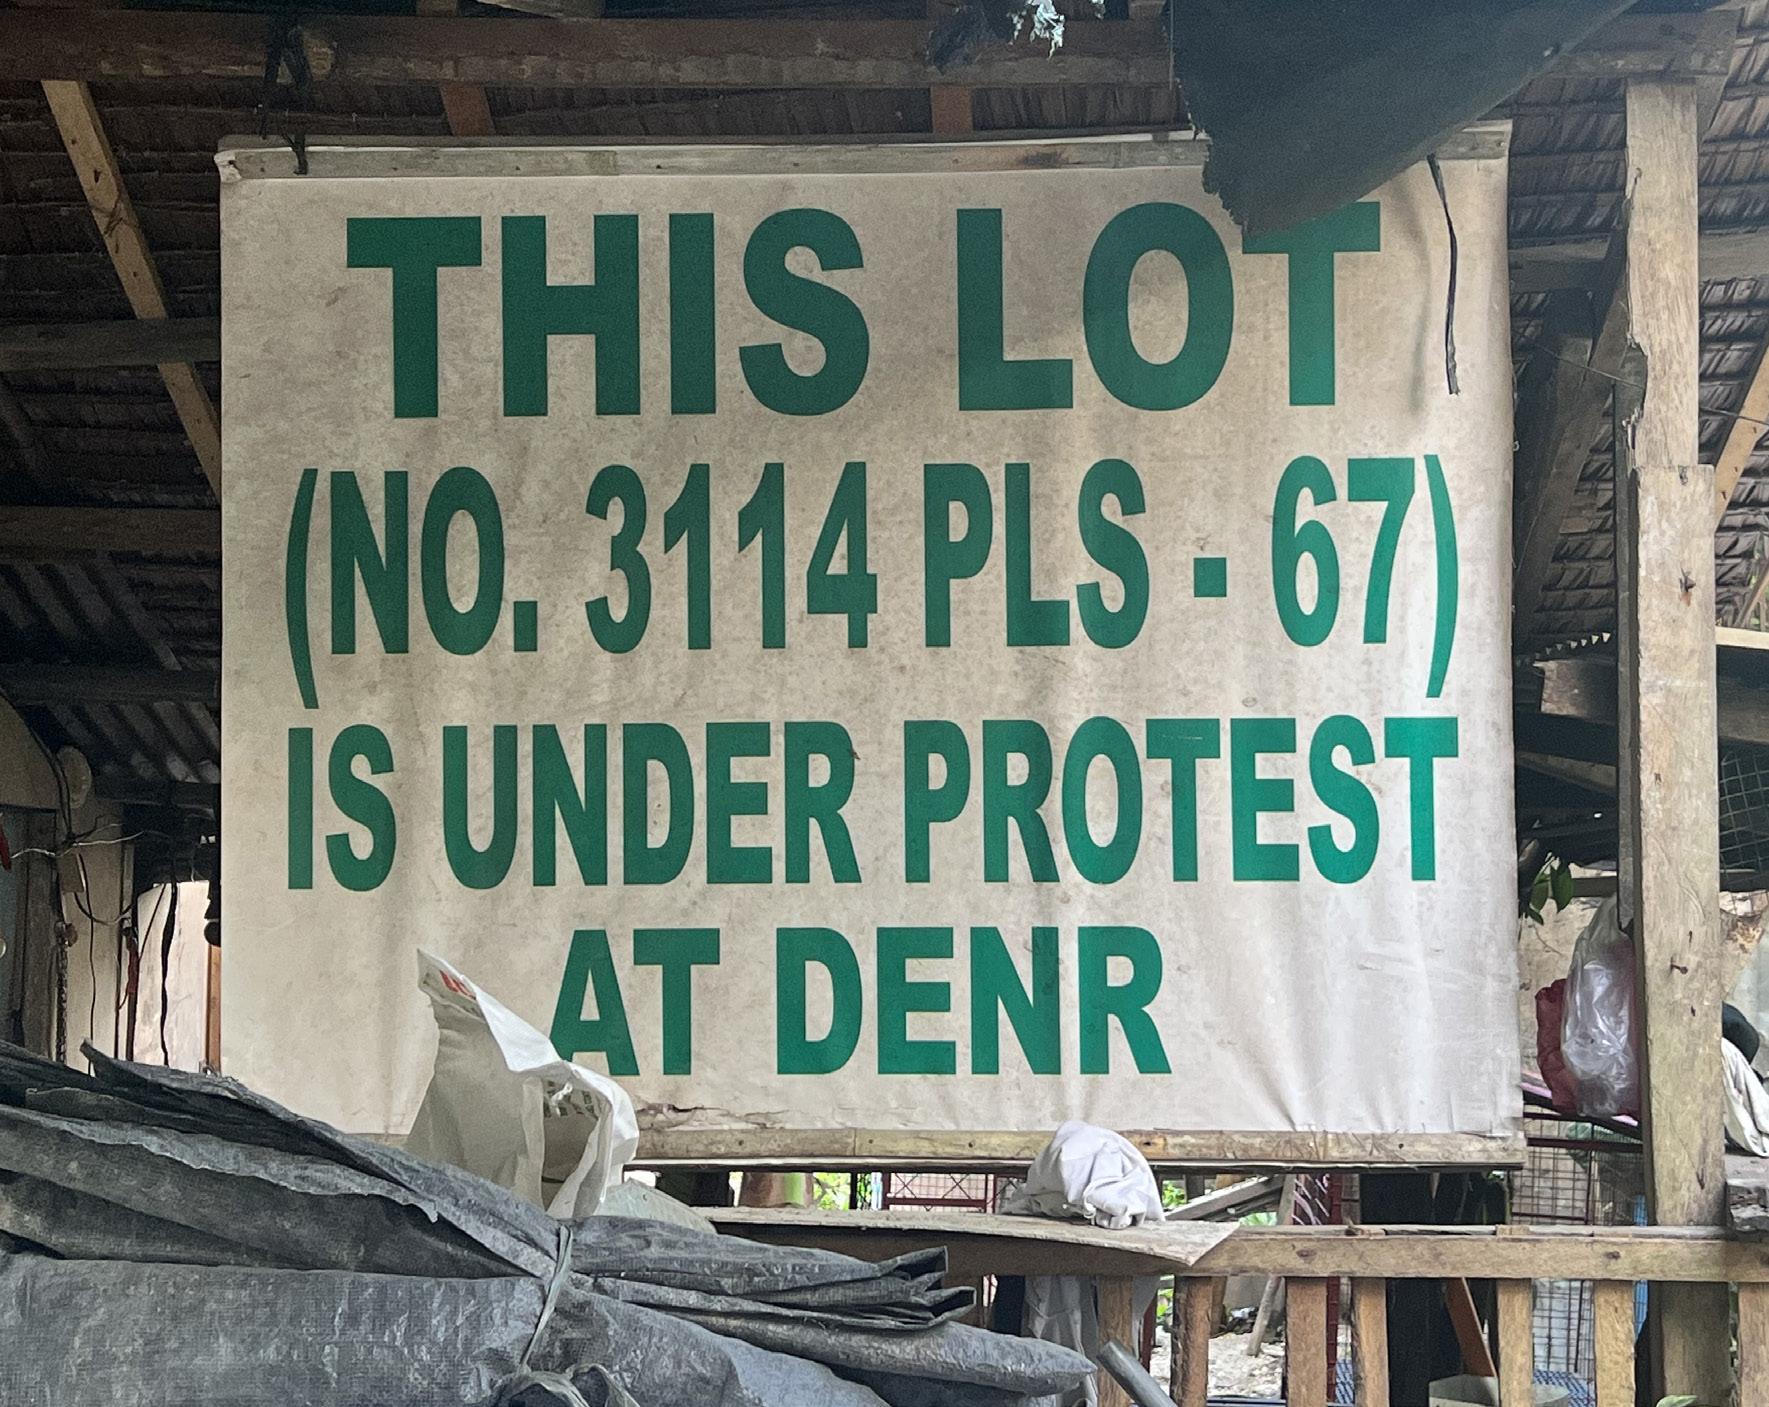 THIS LOT
(NO. 3114 PLS - 67)
IS UNDER PROTEST
AT DENR